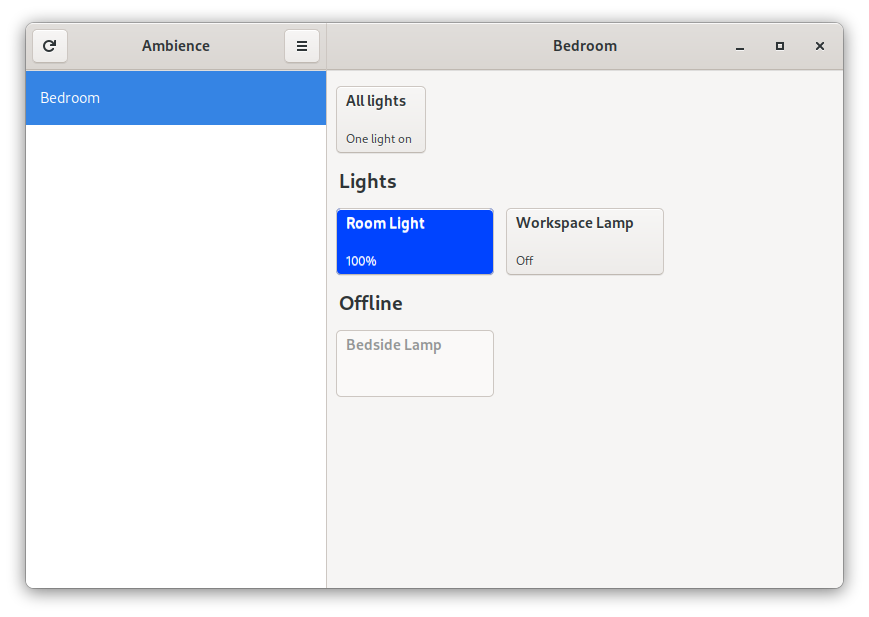 Ambience
Bedroom
Bedroom
All lights
One light on
Lights
Room Light
100%
Workspace Lamp
Off
Offline
Bedside Lamp